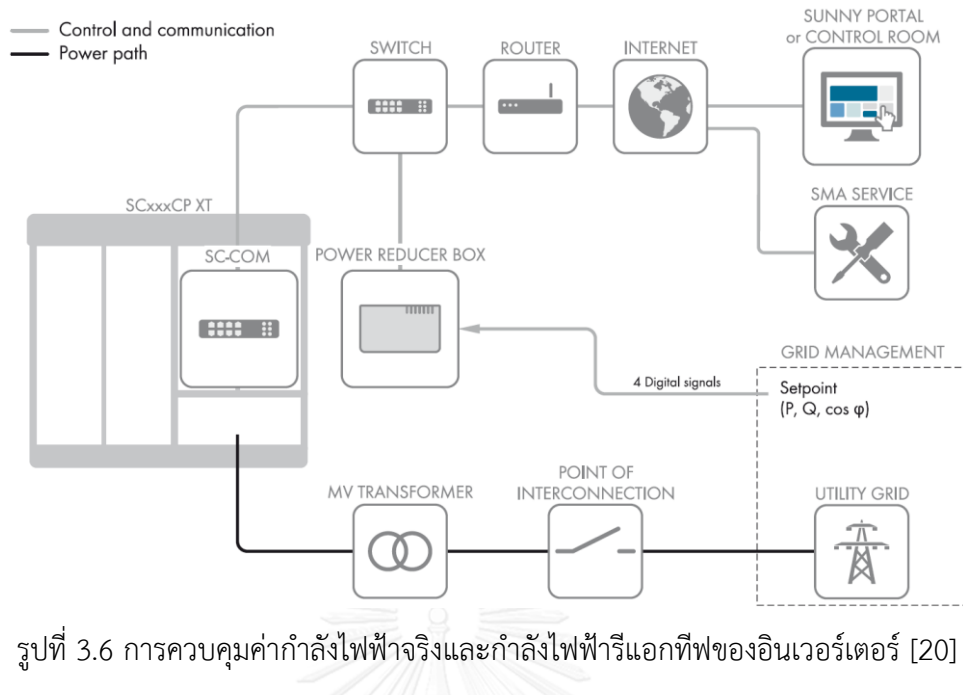 Control and communication
Power path
SWITCH
ROUTER
INTERNET
SUNNY PORTAL
or CONTROL ROOM
SMA SERVICE
SCxxxCP XT
SC-COM
POWER REDUCER BOX
GRID MANAGEMENT
4 Digital signals
Setpoint
(P, Q, cos φ)
MV TRANSFORMER
POINT OF
INTERCONNECTION
UTILITY GRID
รูปที่ 3.6 การควบคุมค่ากำลังไฟฟ้าจริงและกำลังไฟฟ้ารีแอกทีฟของอินเวอร์เตอร์ [20]